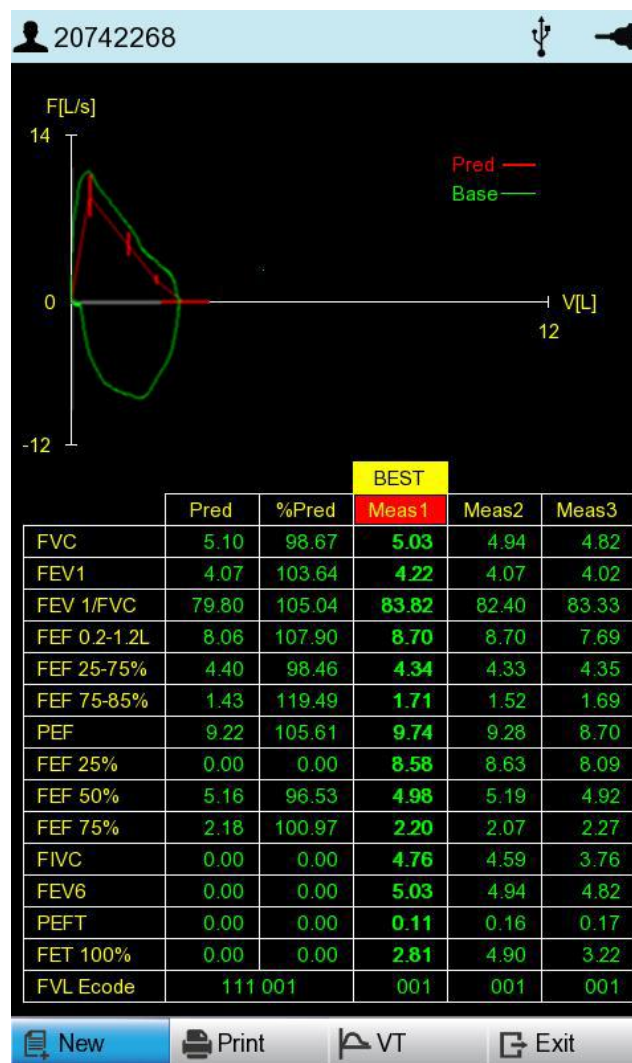 20742268
F[L/s]
14
Pred
Base
0
V[L]
12
-12
BEST
Pred %Pred Meas1 Meas2 Meas3
FVC 5.10 98.67 5.03 4.94 4.82
FEV1 4.07 103.64 4.22 4.07 4.02
FEV 1/FVC 79.80 105.04 83.82 82.40 83.33
FEF 0.2-1.2L 8.06 107.90 8.70 8.70 7.69
FEF 25-75% 4.40 98.46 4.34 4.33 4.35
FEF 75-85% 1.43 119.49 1.71 1.52 1.69
PEF 9.22 105.61 9.74 9.28 8.70
FEF 25% 0.00 0.00 8.58 8.63 8.09
FEF 50% 5.16 96.53 4.98 5.19 4.92
FEF 75% 2.18 100.97 2.20 2.07 2.27
FIVC 0.00 0.00 4.76 4.59 3.76
FEV6 0.00 0.00 5.03 4.94 4.82
PEFT 0.00 0.00 0.11 0.16 0.17
FET 100% 0.00 0.00 2.81 4.90 3.22
FVL Ecode 111 001 001 001 001
New Print VT Exit